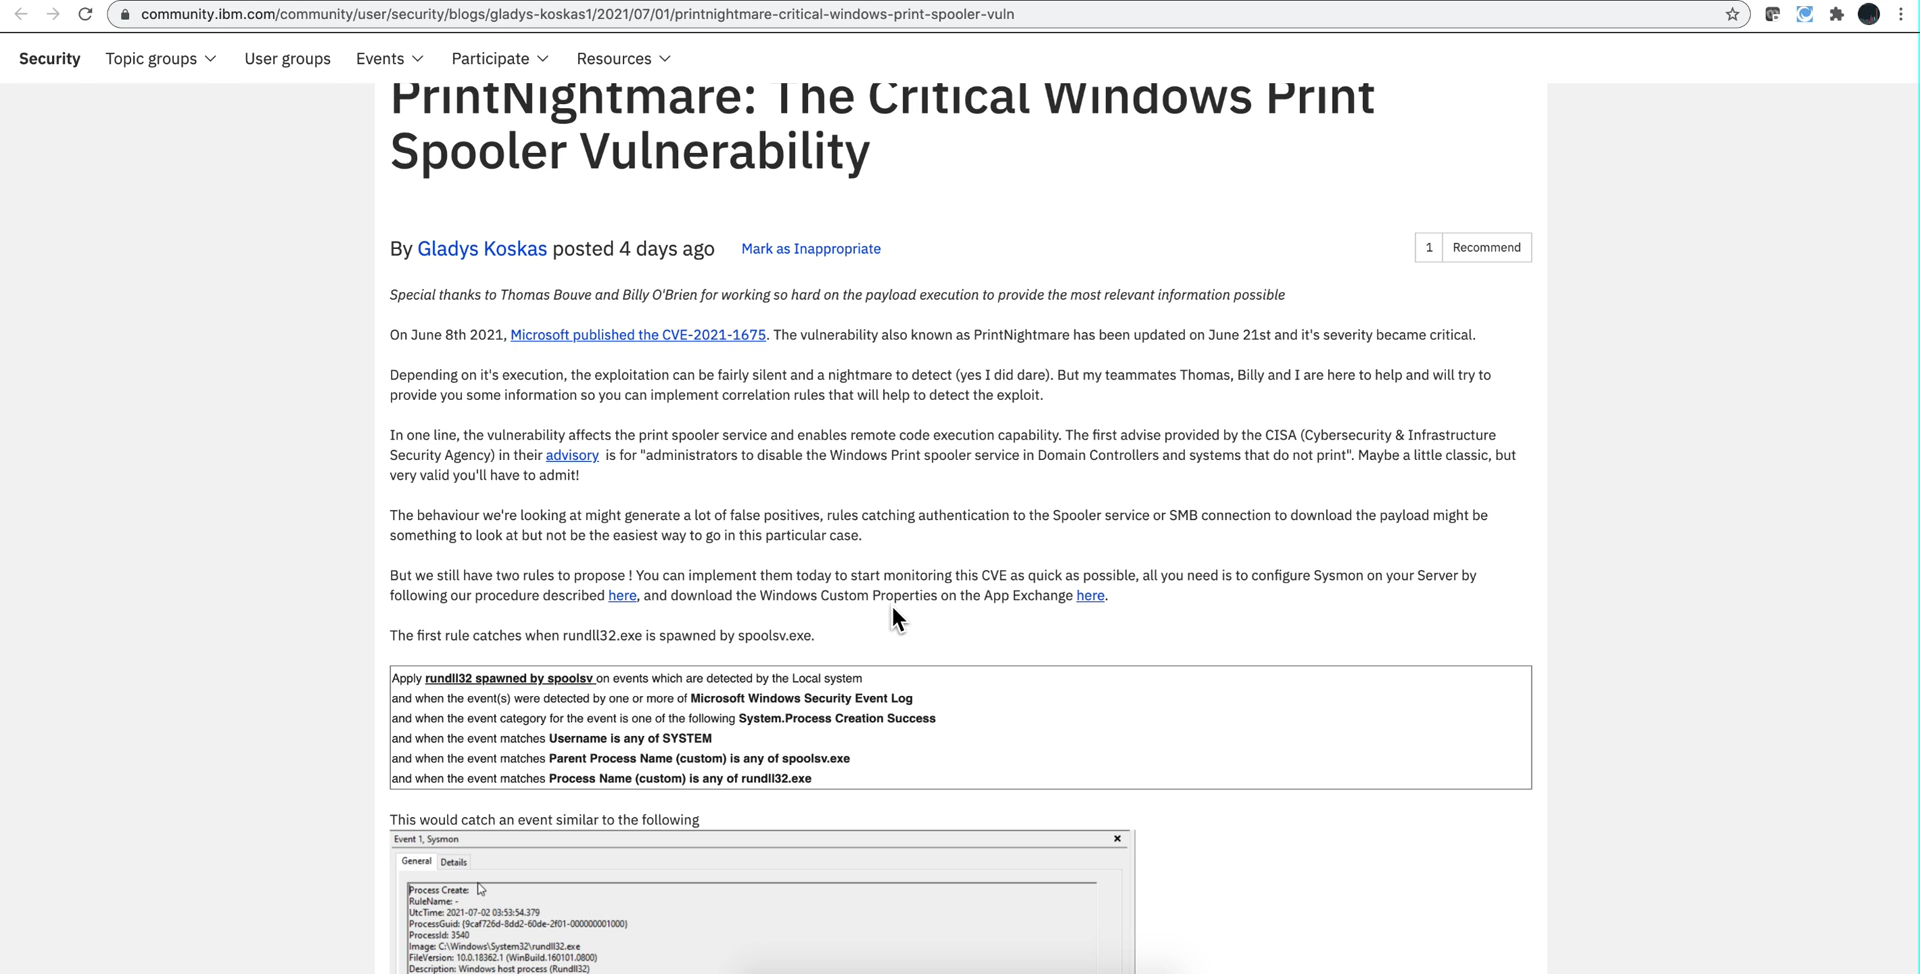 community.ibm.com/community/user/security/blogs/gladys-koskas1/2021/07/01/printnightmare-critical-windows-print-spooler-vuln
Security Topic groups User groups Events Participate Resources
PrintNightmare: The Critical Windows Print
Spooler Vulnerability
By Gladys Koskas posted 4 days ago Mark as Inappropriate 1 Recommend
Special thanks to Thomas Bouve and Billy O'Brien for working so hard on the payload execution to provide the most relevant information possible
On June 8th 2021, Microsoft published the CVE-2021-1675. The vulnerability also known as PrintNightmare has been updated on June 21st and it's severity became critical.
Depending on it's execution, the exploitation can be fairly silent and a nightmare to detect (yes I did dare). But my teammates Thomas, Billy and I are here to help and will try to
provide you some information so you can implement correlation rules that will help to detect the exploit.
In one line, the vulnerability affects the print spooler service and enables remote code execution capability. The first advise provided by the CISA (Cybersecurity & Infrastructure
Security Agency) in their advisory is for "administrators to disable the Windows Print spooler service in Domain Controllers and systems that do not print". Maybe a little classic, but
very valid you'll have to admit!
The behaviour we're looking at might generate a lot of false positives, rules catching authentication to the Spooler service or SMB connection to download the payload might be
something to look at but not be the easiest way to go in this particular case.
But we still have two rules to propose ! You can implement them today to start monitoring this CVE as quick as possible, all you need is to configure Sysmon on your Server by
following our procedure described here, and download the Windows Custom Properties on the App Exchange here.
The first rule catches when rundll32.exe is spawned by spoolsv.exe.
Apply rundll32 spawned by spoolsv on events which are detected by the Local system
and when the event(s) were detected by one or more of Microsoft Windows Security Event Log
and when the event category for the event is one of the following System.Process Creation Success
and when the event matches Username is any of SYSTEM
and when the event matches Parent Process Name (custom) is any of spoolsv.exe
and when the event matches Process Name (custom) is any of rundll32.exe
This would catch an event similar to the following
Event 1, Sysmon
General Details
Process Create:
RuleName: -
UtcTime: 2021-07-02 03:53:54.379
ProcessGuid: {9caf726d-8dd2-60de-2f01-000000001000}
ProcessId: 3540
Image: C:\Windows\System32\rundll32.exe
FileVersion: 10.0.18362.1 (WinBuild.160101.0800)
Description: Windows host process (Rundll32)